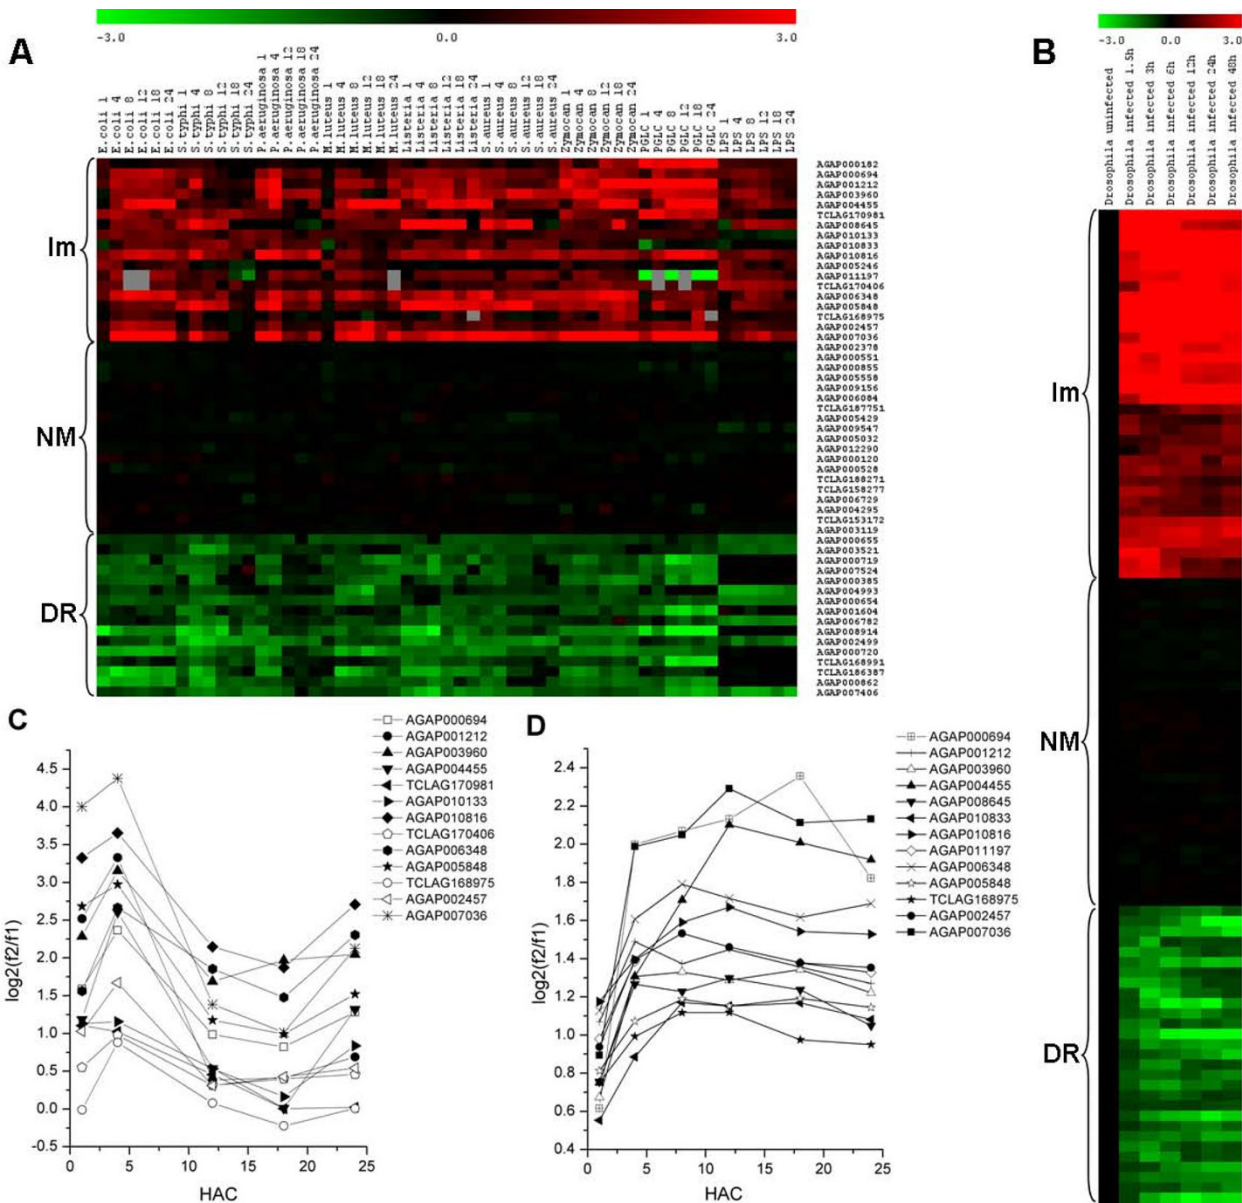 A
-3.0 0.0 3.0
E.coli 1
E.coli 4
E.coli 8
E.coli 12
E.coli 18
E.coli 24
S.typhi 1
S.typhi 4
S.typhi 8
S.typhi 12
S.typhi 18
S.typhi 24
P.aeruginosa 1
P.aeruginosa 4
P.aeruginosa 12
P.aeruginosa 18
P.aeruginosa 24
M.luteus 1
M.luteus 4
M.luteus 8
M.luteus 12
M.luteus 18
M.luteus 24
Listeria 1
Listeria 4
Listeria 8
Listeria 12
Listeria 18
Listeria 24
S.aureus 1
S.aureus 4
S.aureus 8
S.aureus 12
S.aureus 18
S.aureus 24
Zymocan 1
Zymocan 4
Zymocan 8
Zymocan 12
Zymocan 18
Zymocan 24
PGLC 1
PGLC 4
PGLC 8
PGLC 12
PGLC 18
PGLC 24
LPS 1
LPS 4
LPS 8
LPS 12
LPS 18
LPS 24
Im
NM
DR
AGAP000182
AGAP000694
AGAP001212
AGAP003960
AGAP004455
TCLAG170981
AGAP008645
AGAP010133
AGAP010833
AGAP010816
AGAP005246
AGAP011197
TCLAG170406
AGAP006348
AGAP005848
TCLAG168975
AGAP002457
AGAP007036
AGAP002378
AGAP000551
AGAP000855
AGAP005558
AGAP009156
AGAP006084
TCLAG187751
AGAP005429
AGAP009547
AGAP005032
AGAP012290
AGAP000120
AGAP000528
TCLAG188271
TCLAG158277
AGAP006729
AGAP004295
TCLAG153172
AGAP003119
AGAP000655
AGAP003521
AGAP000719
AGAP007524
AGAP000385
AGAP004993
AGAP000654
AGAP001604
AGAP006782
AGAP008914
AGAP002499
AGAP000720
TCLAG168991
TCLAG186387
AGAP000862
AGAP007406
B
-3.0 0.0 3.0
Drosophila uninfected
Drosophila infected 1.5h
Drosophila infected 3h
Drosophila infected 6h
Drosophila infected 12h
Drosophila infected 24h
Drosophila infected 48h
Im
NM
DR
C
log2(f2/f1)
4.5
4.0
3.5
3.0
2.5
2.0
1.5
1.0
0.5
0.0
-0.5
0 5 10 15 20 25
HAC
AGAP000694
AGAP001212
AGAP003960
AGAP004455
TCLAG170981
AGAP010133
AGAP010816
TCLAG170406
AGAP006348
AGAP005848
TCLAG168975
AGAP002457
AGAP007036
D
log2(f2/f1)
2.4
2.2
2.0
1.8
1.6
1.4
1.2
1.0
0.8
0.6
0.4
0 5 10 15 20 25
HAC
AGAP000694
AGAP001212
AGAP003960
AGAP004455
AGAP008645
AGAP010833
AGAP010816
AGAP011197
AGAP006348
AGAP005848
TCLAG168975
AGAP002457
AGAP007036